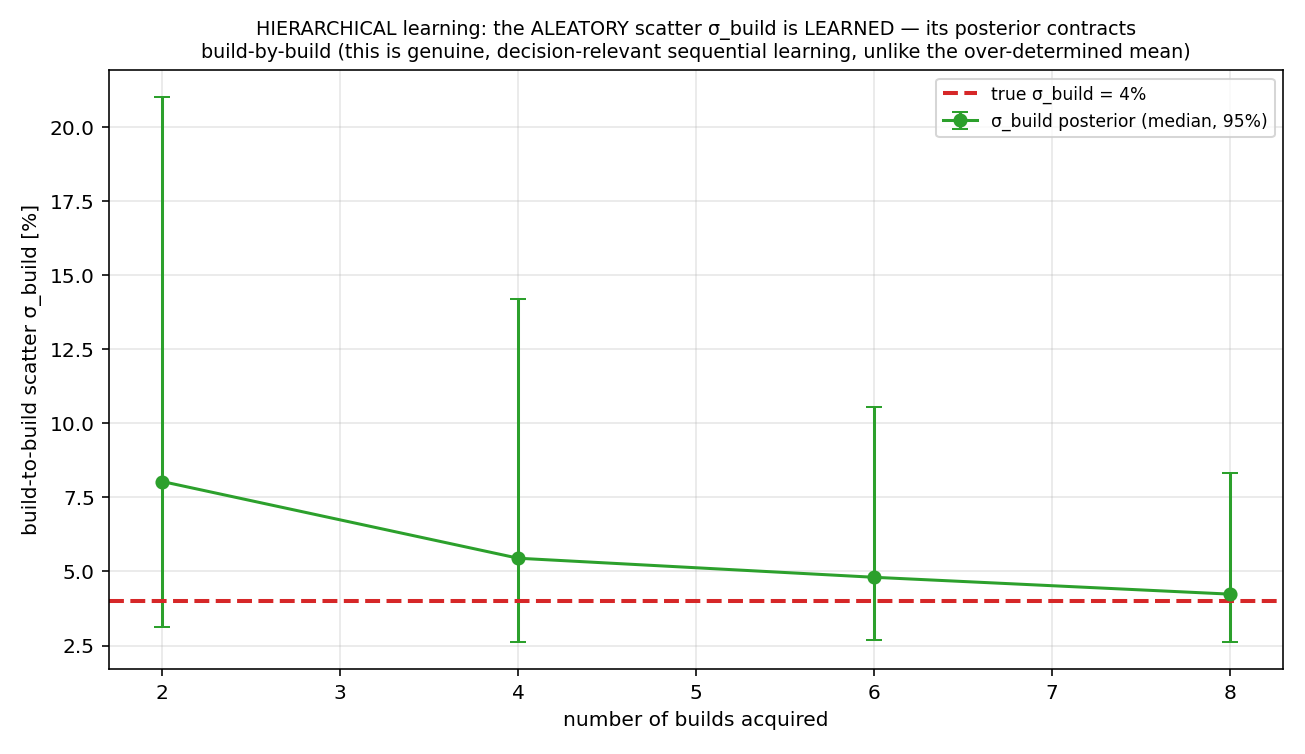 HIERARCHICAL learning: the ALEATORY scatter σ_build is LEARNED — its posterior contracts
build-by-build (this is genuine, decision-relevant sequential learning, unlike the over-determined mean)
true σ_build = 4%
σ_build posterior (median, 95%)
build-to-build scatter σ_build [%]
20.0
17.5
15.0
12.5
10.0
7.5
5.0
2.5
2 3 4 5 6 7 8
number of builds acquired